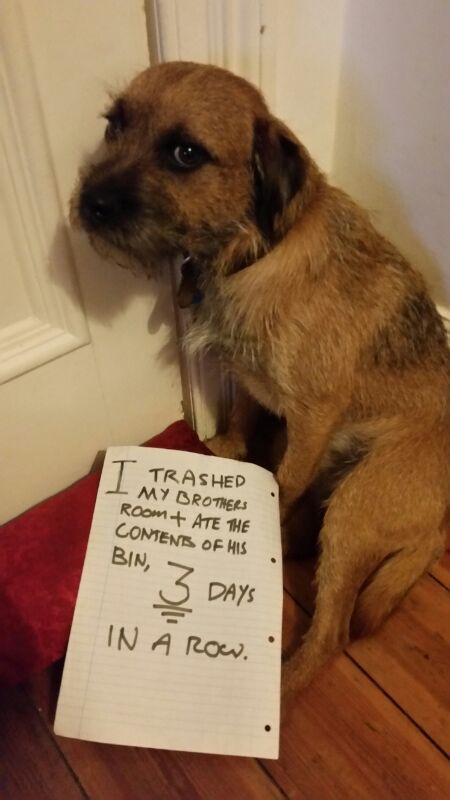 I TRASHED
MY BROTHERS
ROOM + ATE THE
CONTENTS OF HIS
BIN, 3 DAYS
IN A ROW.